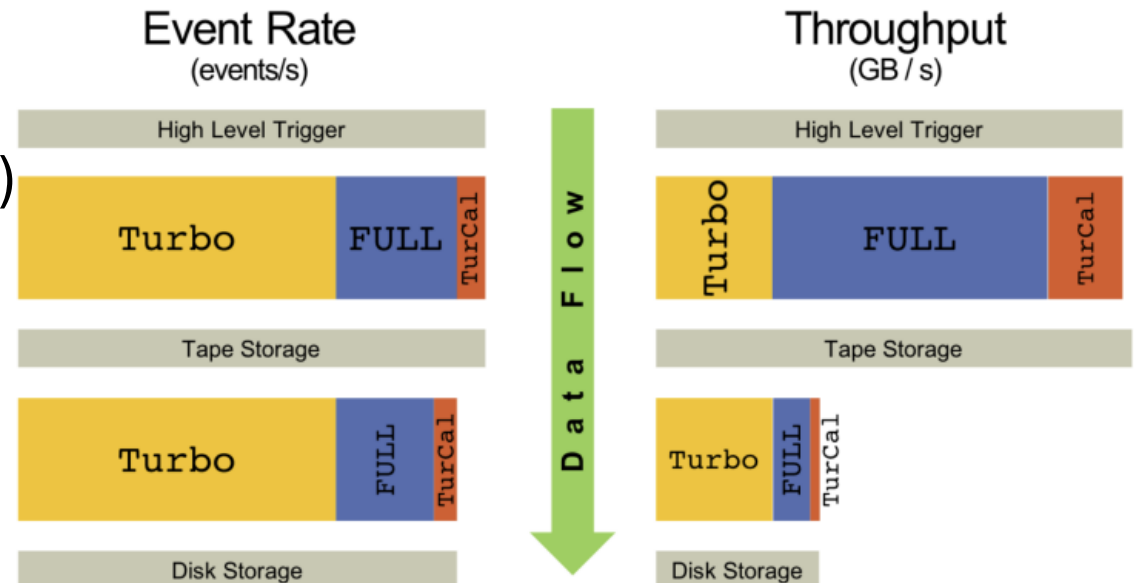 Event Rate
(events/s)
High Level Trigger
)
Turbo
FULL
TurCal
Tape Storage
Turbo
FULL
TurCal
Disk Storage
Data Flow
Throughput
(GB / s)
High Level Trigger
Turbo
FULL
TurCal
Tape Storage
Turbo
FULL
TurCal
Disk Storage